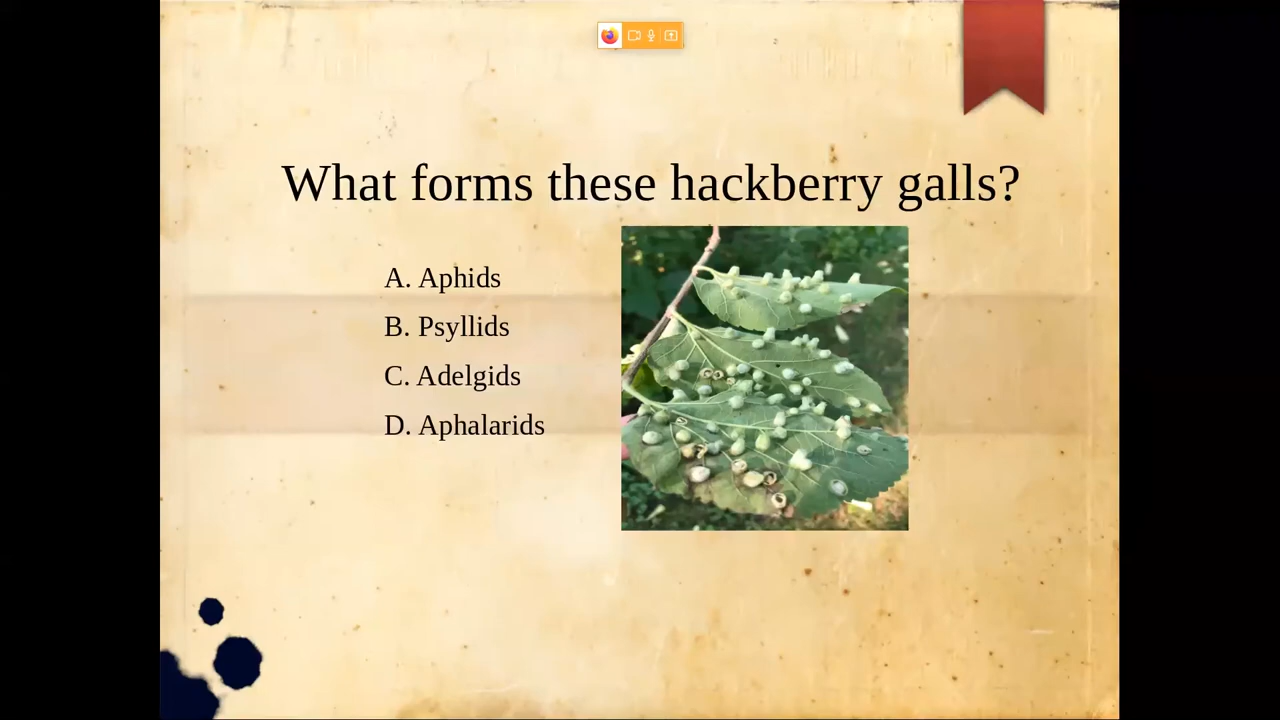 What forms these hackberry galls?
A. Aphids
B. Psyllids
C. Adelgids
D. Aphalarids